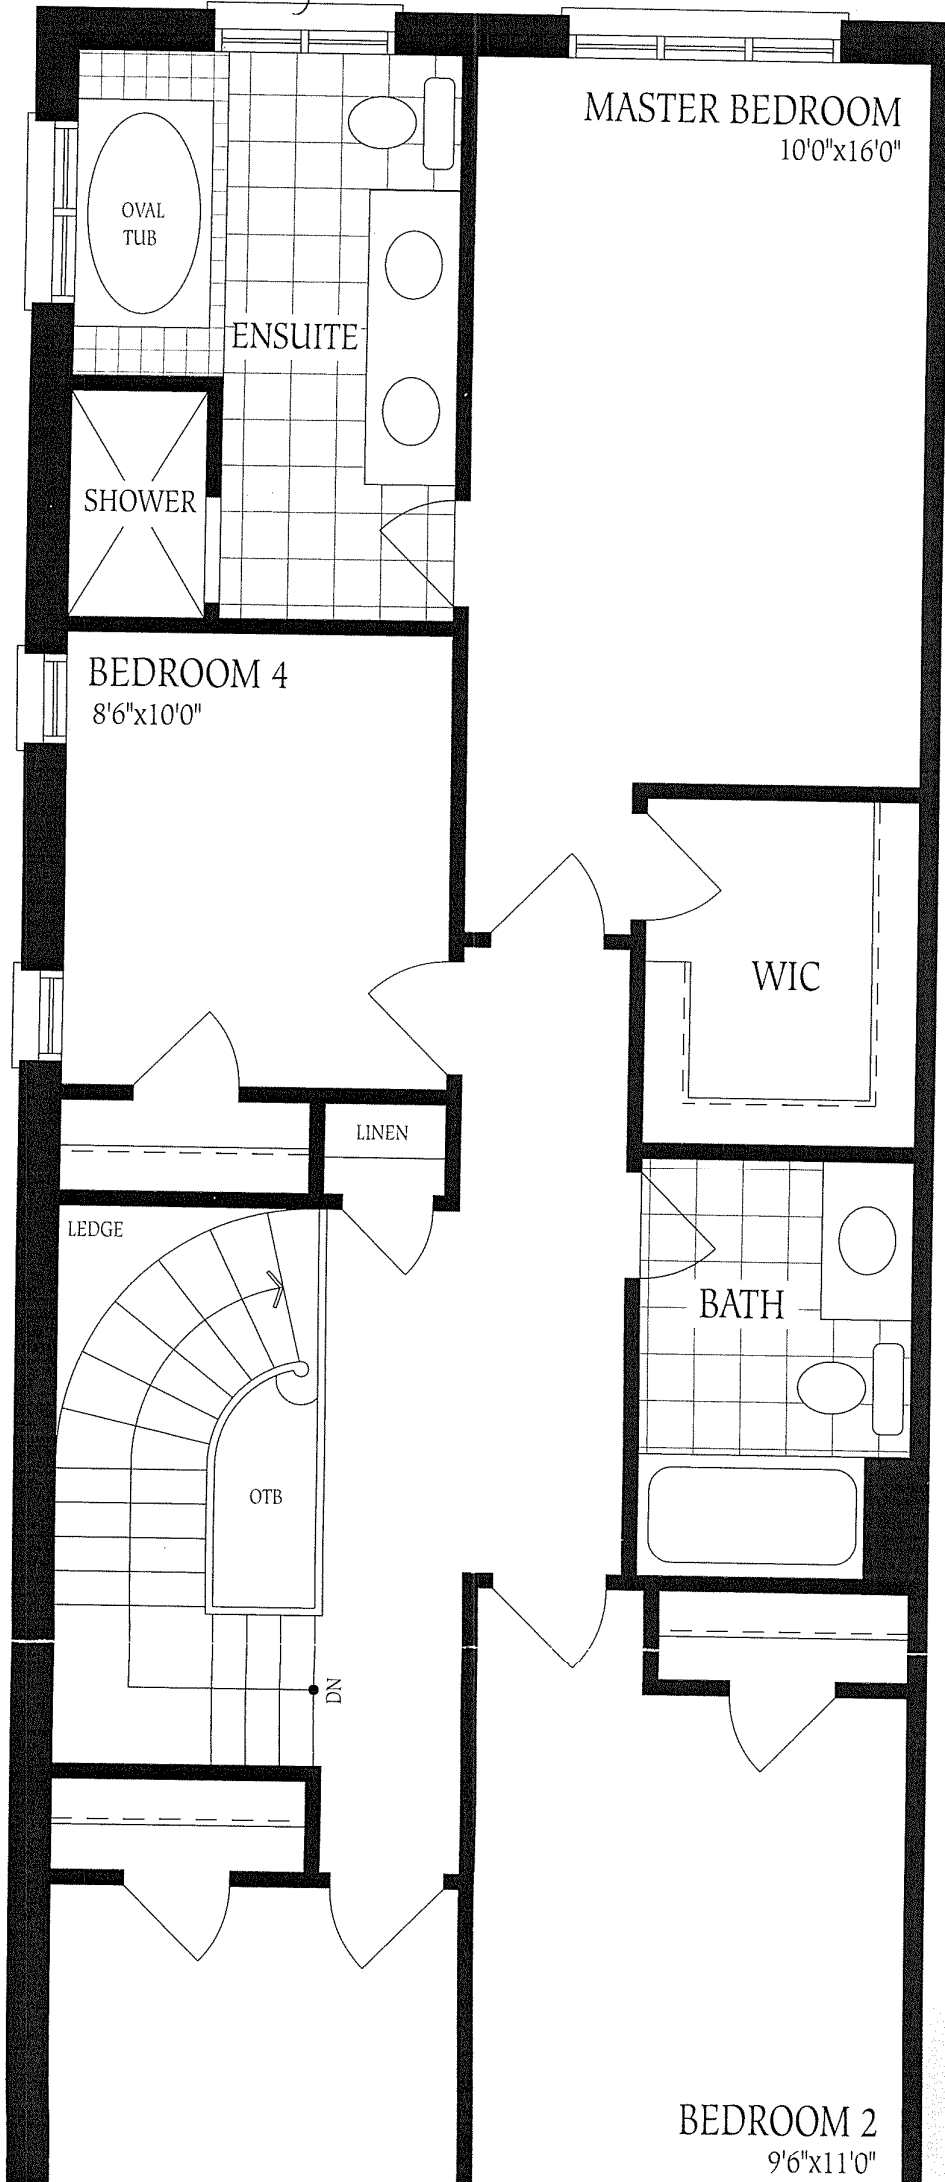 MASTER BEDROOM
10'0"x16'0"
OVAL
TUB
ENSUITE
SHOWER
BEDROOM 4
8'6"x10'0"
WIC
LINEN
LEDGE
BATH
OTB
DN
BEDROOM 2
9'6"x11'0"